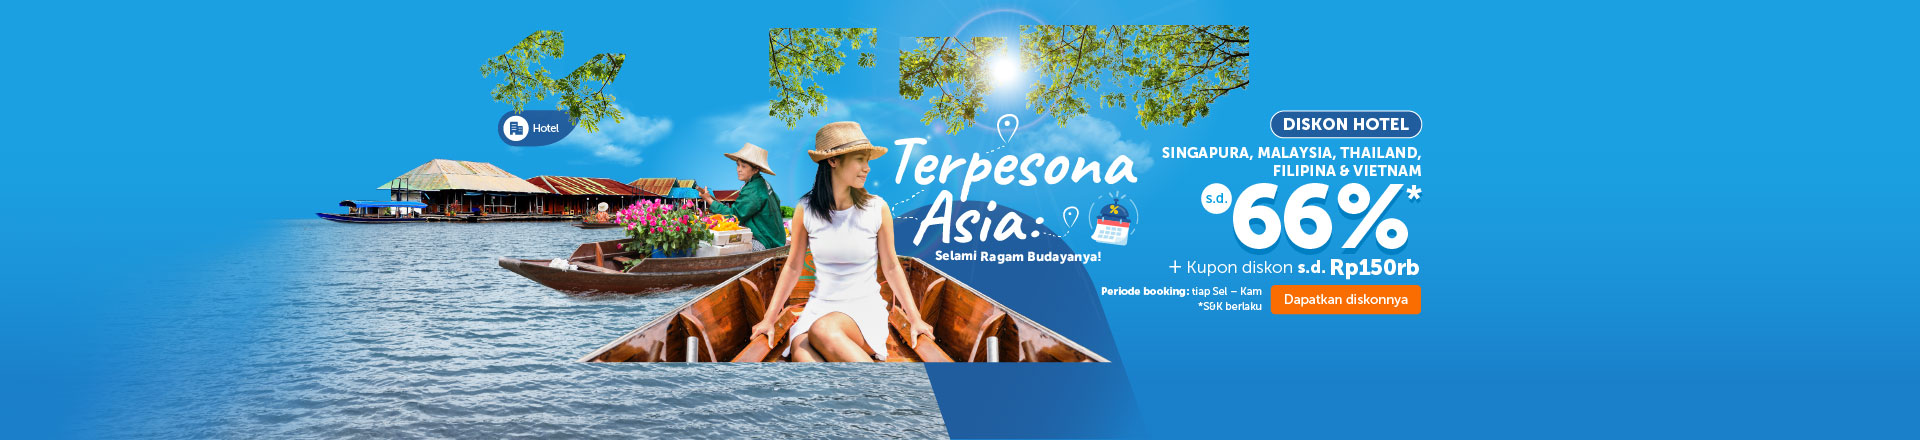 Hotel
Terpesona
Asia:
Selami Ragam Budayanya!
%
DISKON HOTEL
SINGAPURA, MALAYSIA, THAILAND,
FILIPINA & VIETNAM
s.d. 66%*
+ Kupon diskon s.d. Rp150rb
Periode booking: tiap Sel – Kam
*S&K berlaku
Dapatkan diskonnya